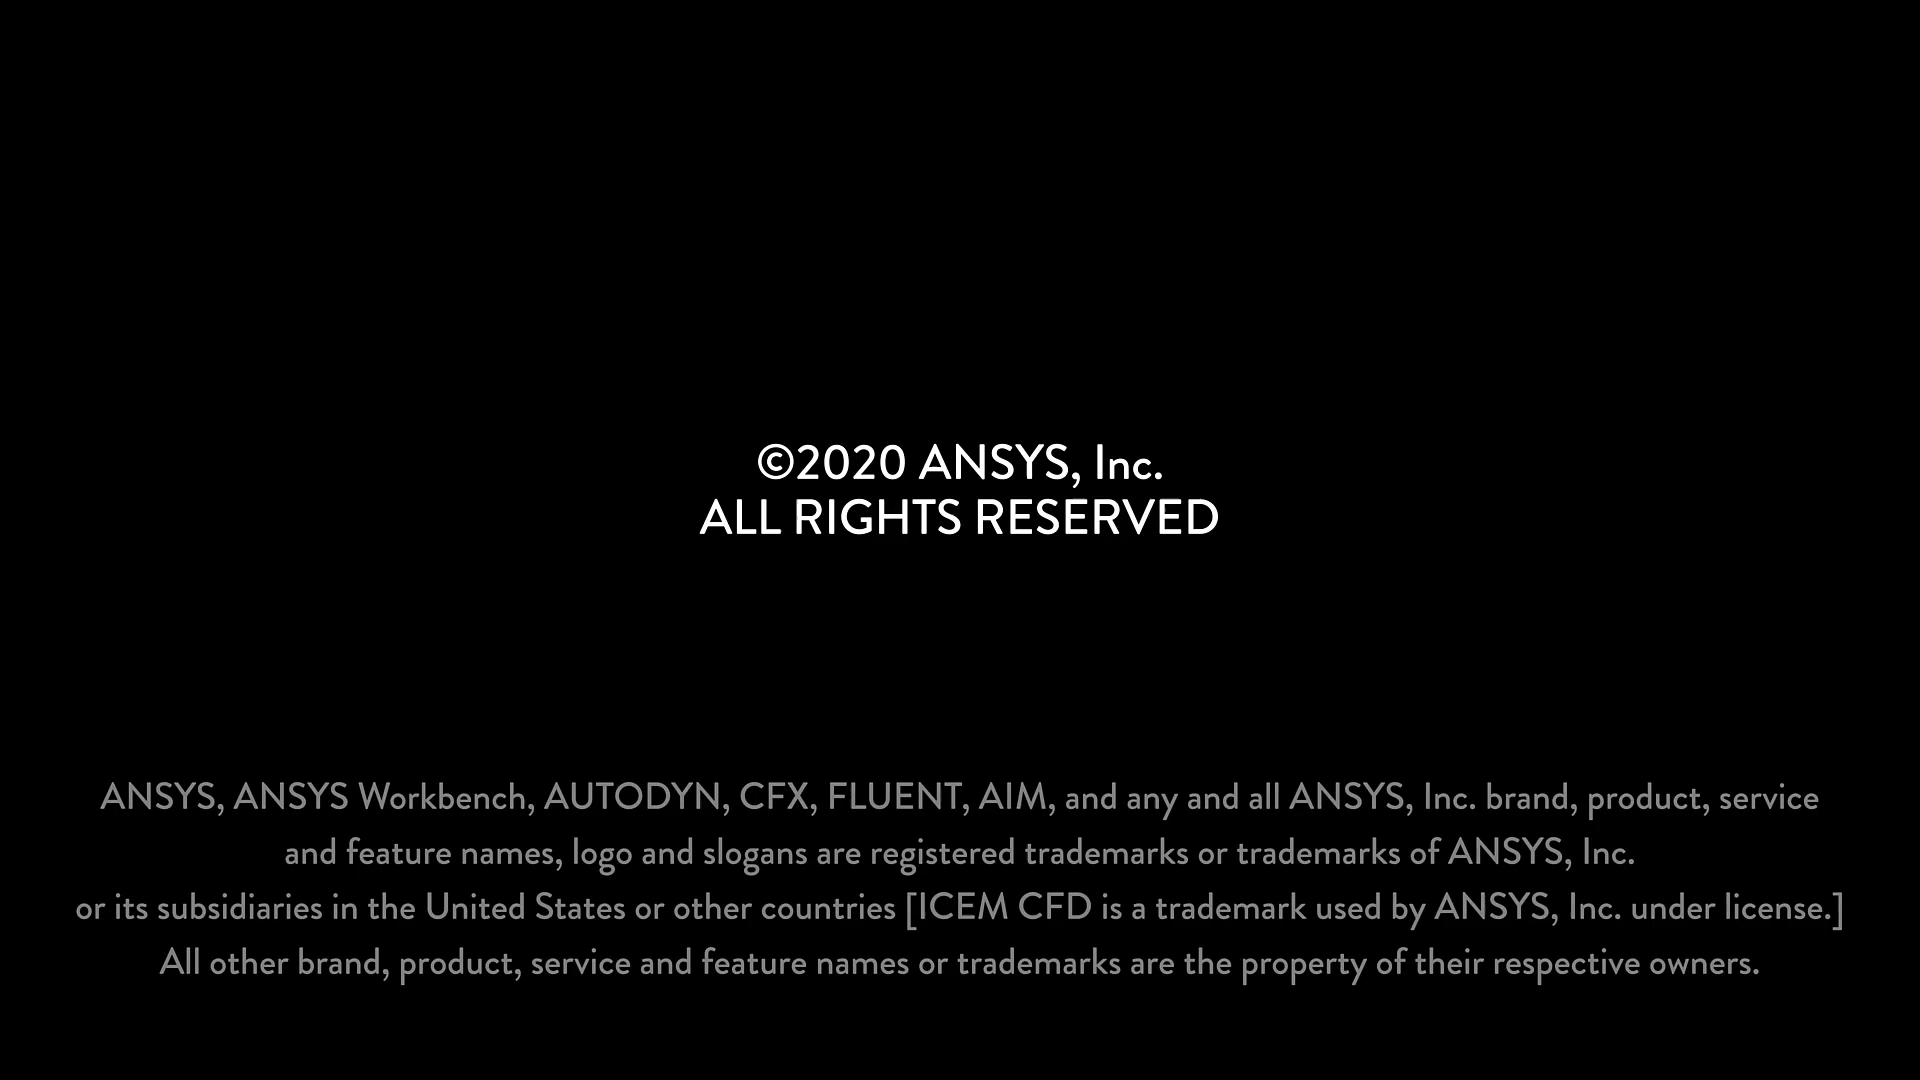 ©2020 ANSYS, Inc.
ALL RIGHTS RESERVED
ANSYS, ANSYS Workbench, AUTODYN, CFX, FLUENT, AIM, and any and all ANSYS, Inc. brand, product, service
and feature names, logo and slogans are registered trademarks or trademarks of ANSYS, Inc.
or its subsidiaries in the United States or other countries [ICEM CFD is a trademark used by ANSYS, Inc. under license.]
All other brand, product, service and feature names or trademarks are the property of their respective owners.